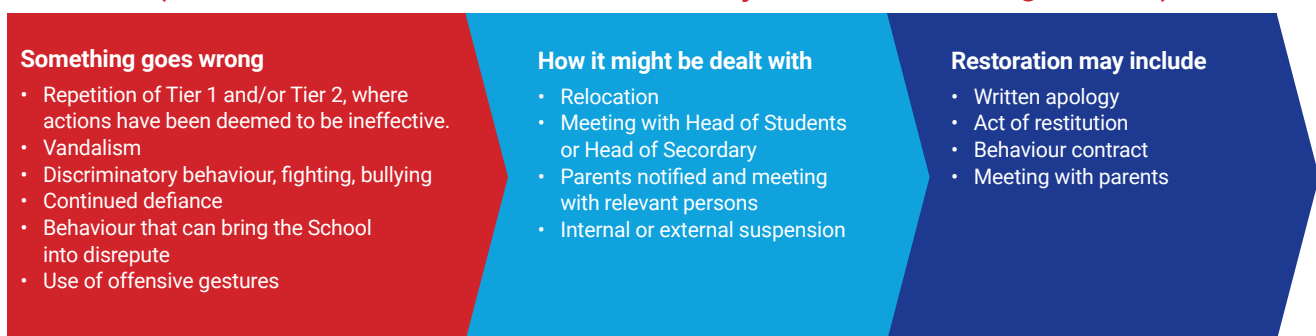 Something goes wrong
• Repetition of Tier 1 and/or Tier 2, where
actions have been deemed to be ineffective.
• Vandalism
• Discriminatory behaviour, fighting, bullying
• Continued defiance
• Behaviour that can bring the School
into disrepute
• Use of offensive gestures
How it might be dealt with
• Relocation
• Meeting with Head of Students
or Head of Secordary
• Parents notified and meeting
with relevant persons
• Internal or external suspension
Restoration may include
• Written apology
• Act of restitution
• Behaviour contract
• Meeting with parents